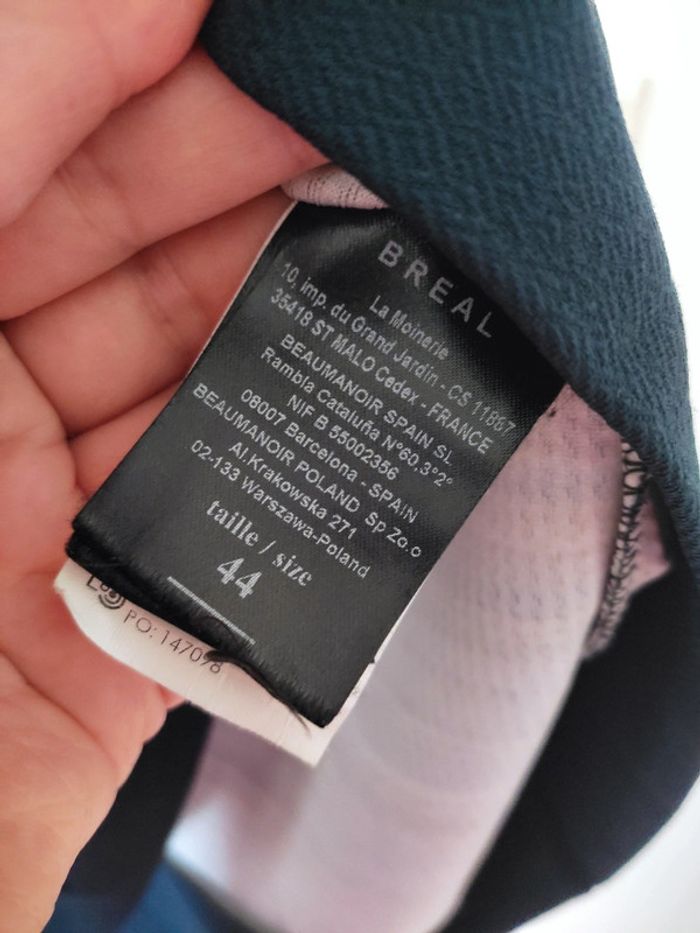 BREAL
La Moinerie
10, imp. du Grand Jardin - CS 11887
35418 ST MALO Cedex - FRANCE
BEAUMANOIR SPAIN SL
Rambla Cataluña N°60.3°2°
NIF B 55002356
08007 Barcelona - SPAIN
BEAUMANOIR POLAND Sp Zo.o
Al.Krakowska 271
02-133 Warszawa-Poland
taille / size
44
PO: 147098